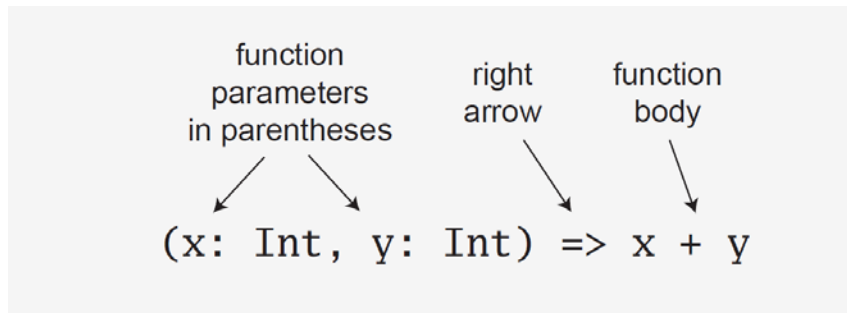 function
parameters
in parentheses
right
arrow
function
body
(x: Int, y: Int) => x + y